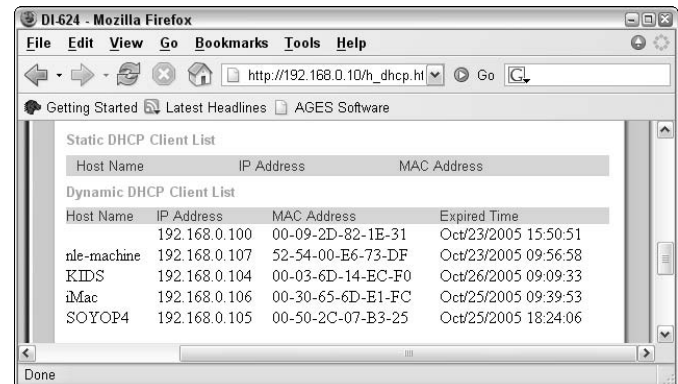 DI-624 - Mozilla Firefox
File Edit View Go Bookmarks Tools Help
http://192.168.0.10/h_dhcp.ht Go G
Getting Started Latest Headlines AGES Software
Static DHCP Client List
Host Name IP Address MAC Address
Dynamic DHCP Client List
Host Name IP Address MAC Address Expired Time
192.168.0.100 00-09-2D-82-1E-31 Oct/23/2005 15:50:51
nle-machine 192.168.0.107 52-54-00-E6-73-DF Oct/23/2005 09:56:58
KIDS 192.168.0.104 00-03-6D-14-EC-F0 Oct/26/2005 09:09:33
iMac 192.168.0.106 00-30-65-6D-E1-FC Oct/25/2005 09:39:53
SOYOP4 192.168.0.105 00-50-2C-07-B3-25 Oct/25/2005 18:24:06
Done